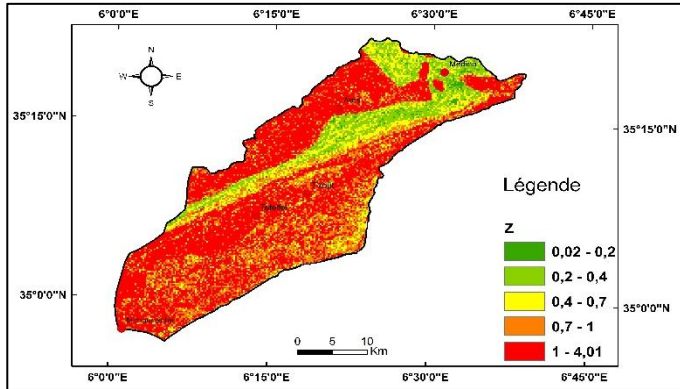 6°0'0"E 6°15'0"E 6°30'0"E 6°45'0"E
N
W E
S
Medina
35°15'0"N 35°15'0"N
Légende
Z
0,02 - 0,2
0,2 - 0,4
0,4 - 0,7
35°0'0"N 35°0'0"N
0,7 - 1
1 - 4,01
0 5 10
Km
6°0'0"E 6°15'0"E 6°30'0"E 6°45'0"E